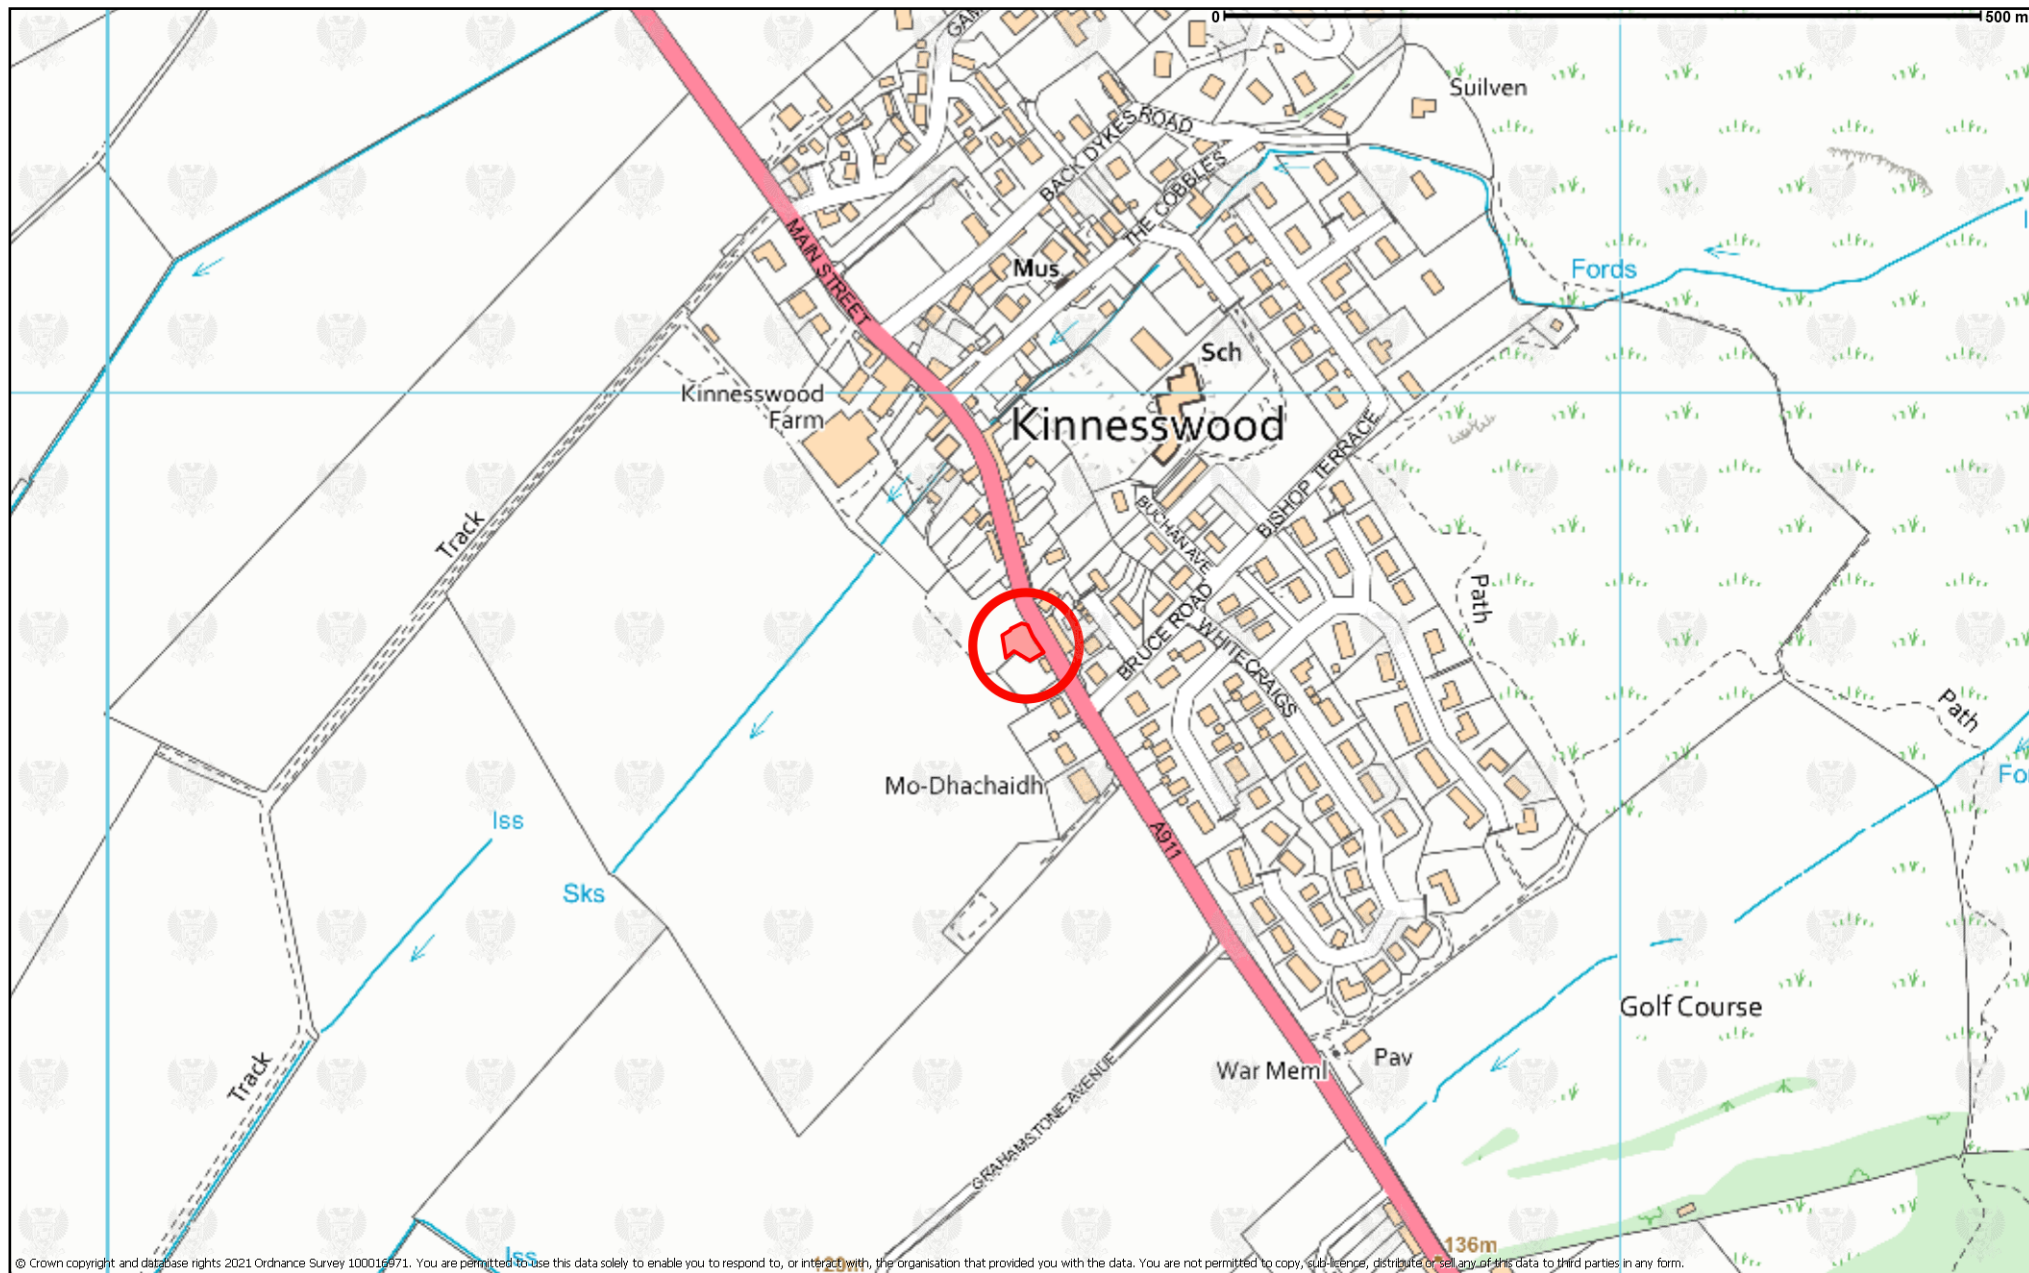 0 500 m
Suilven
BACK DYKES ROAD
THE COBBLES
MAIN STREET
Mus
Fords
Sch
Kinnesswood
Farm
Kinnesswood
BISHOP TERRACE
BUCHAN AVE
Track
Path
BRUCE ROAD
WHITECRAIGS
Path
Mo-Dhachaidh
Iss
A911
Sks
Golf Course
Track
War Meml
Pav
GRAHAMSTONE AVENUE
136m
Iss
129m
© Crown copyright and database rights 2021 Ordnance Survey 100016971. You are permitted to use this data solely to enable you to respond to, or interact with, the organisation that provided you with the data. You are not permitted to copy, sub-licence, distribute or sell any of this data to third parties in any form.